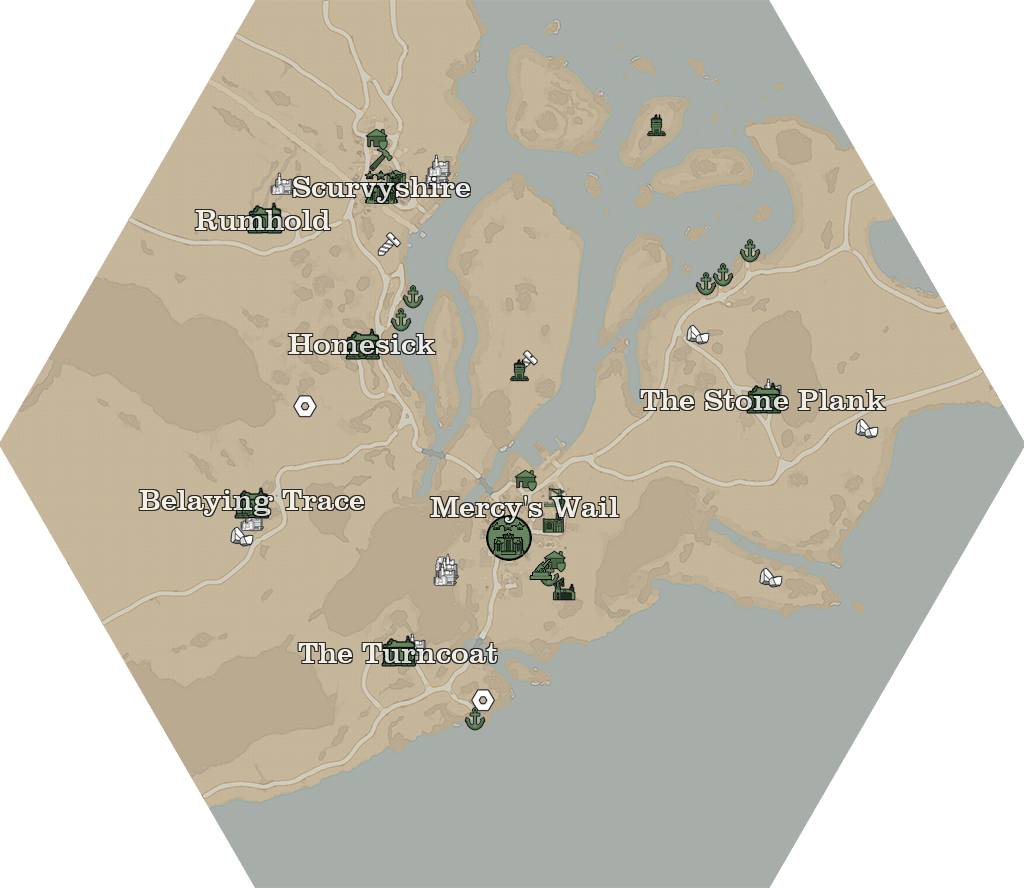 Scurvyshire
Rumhold
Homesick
The Stone Plank
Belaying Trace
Mercy's Wail
The Turncoat